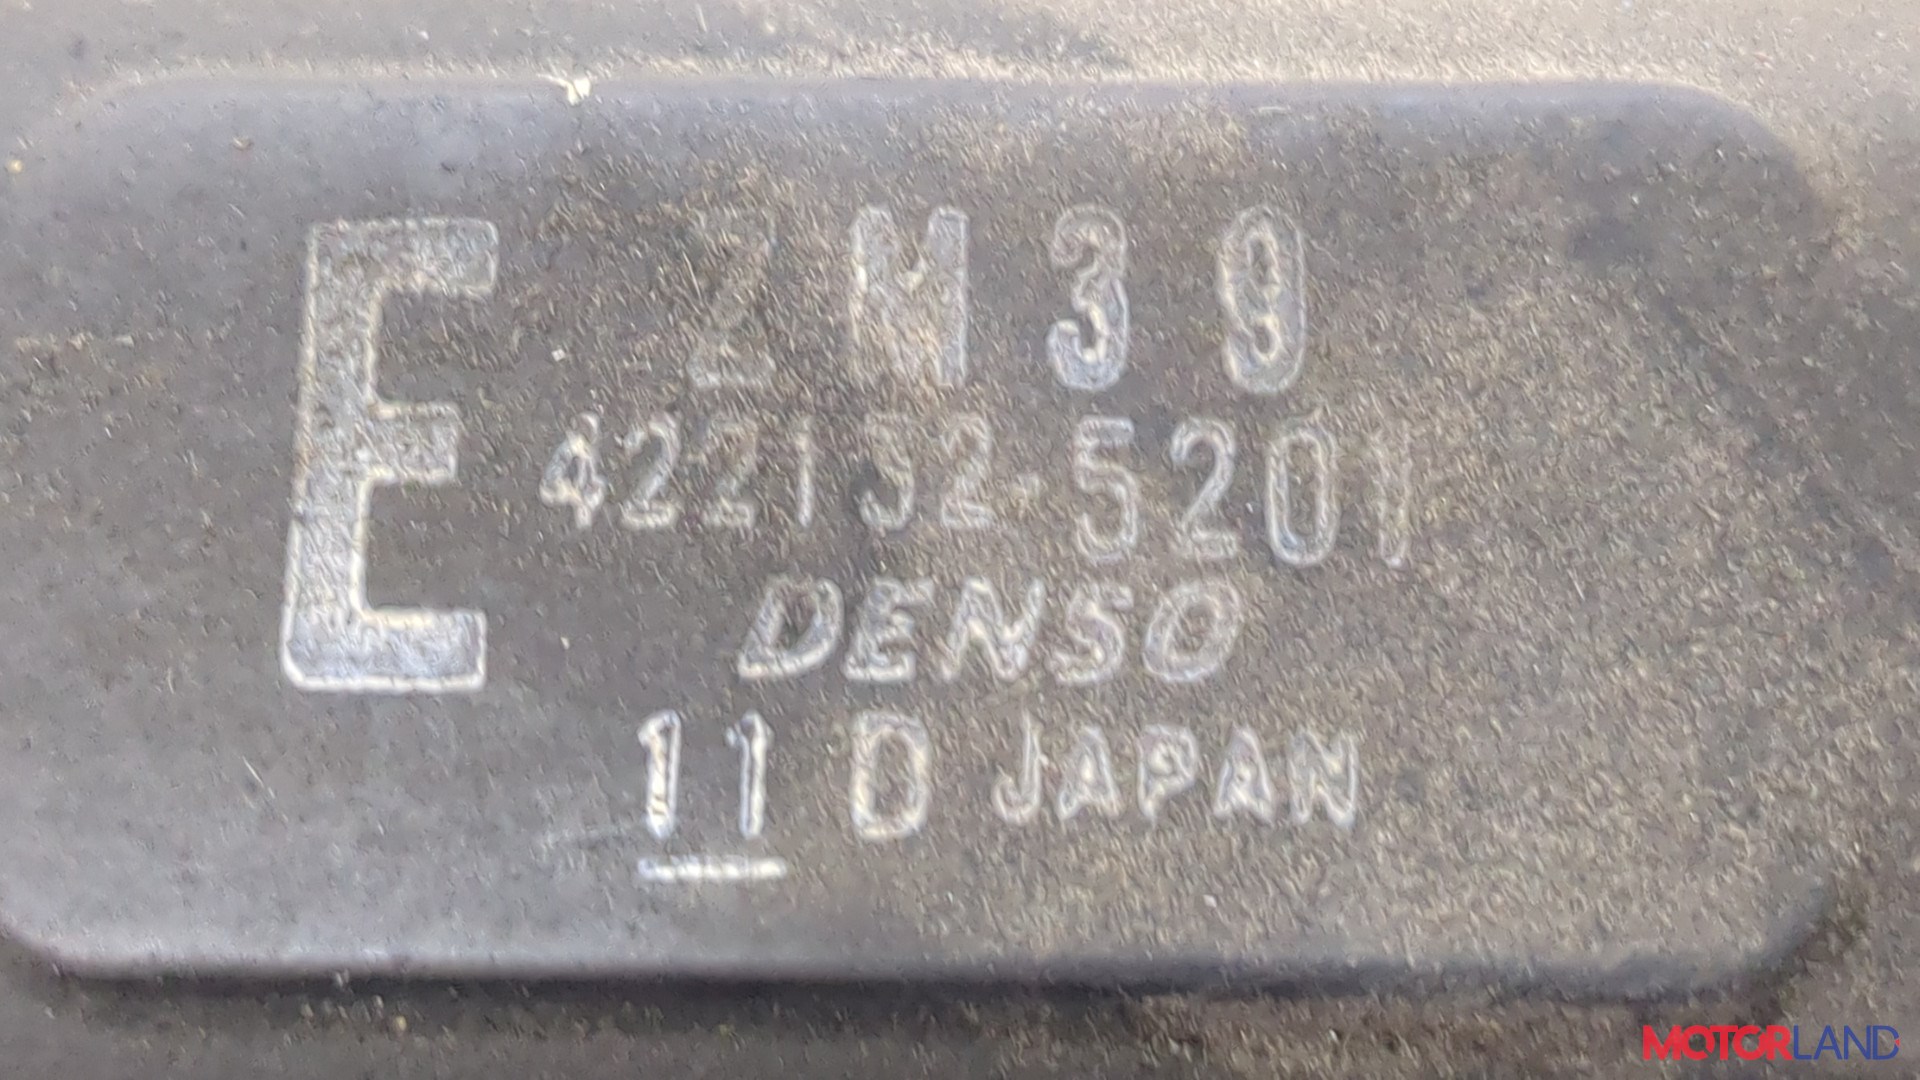 E
ZM39
422132-5201
DENSO
11 D JAPAN
MOTORLAND